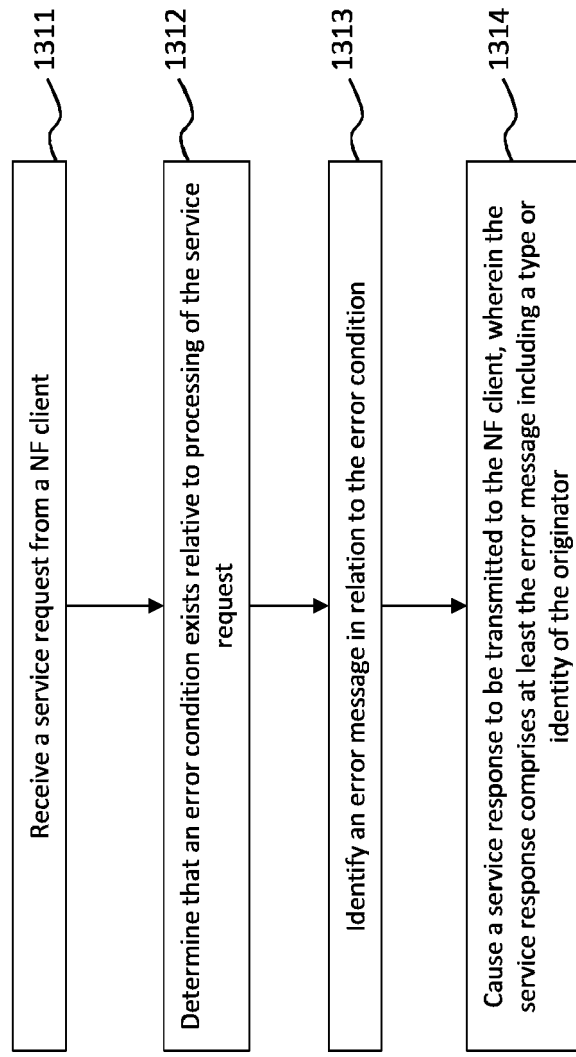 Receive a service request from a NF client
1311
Determine that an error condition exists relative to processing of the service
request
1312
Identify an error message in relation to the error condition
1313
Cause a service response to be transmitted to the NF client, wherein the
service response comprises at least the error message including a type or
identity of the originator
1314